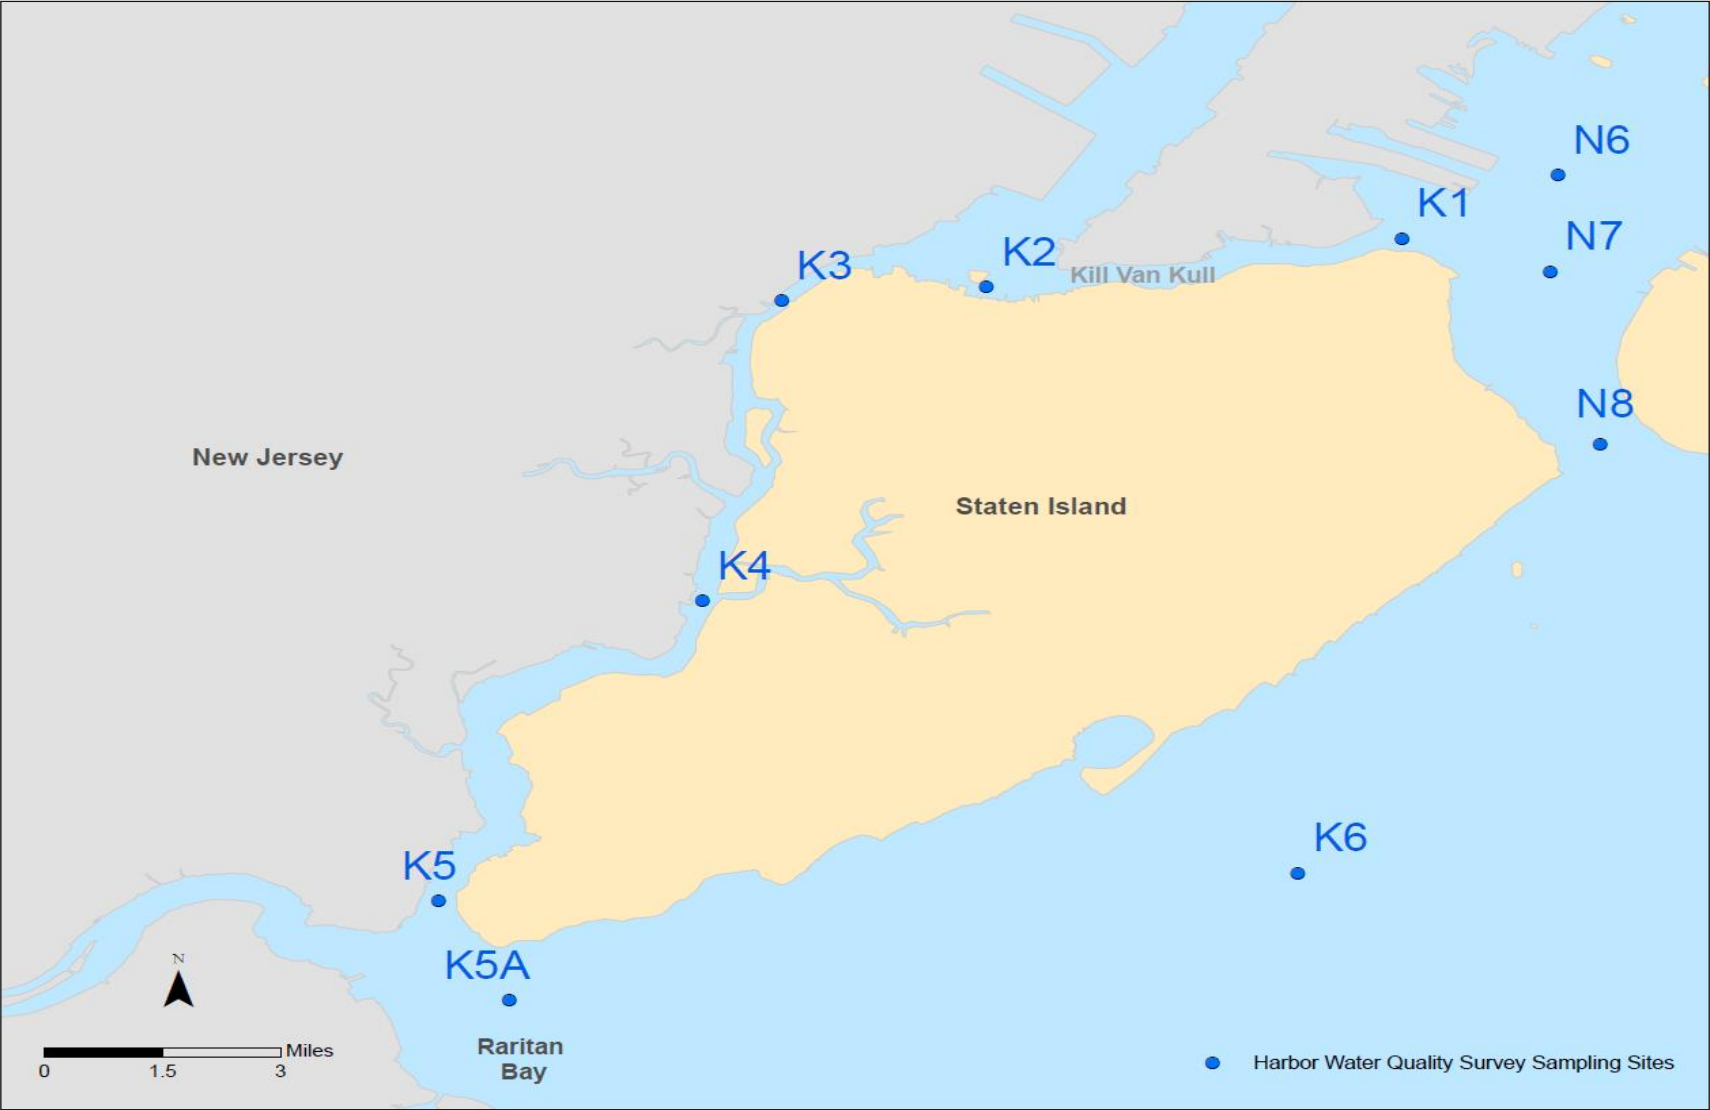 N6
K1
N7
K2
K3
Kill Van Kull
N8
New Jersey
Staten Island
K4
K6
K5
K5A
N
Miles
0 1.5 3
Raritan
Bay
Harbor Water Quality Survey Sampling Sites